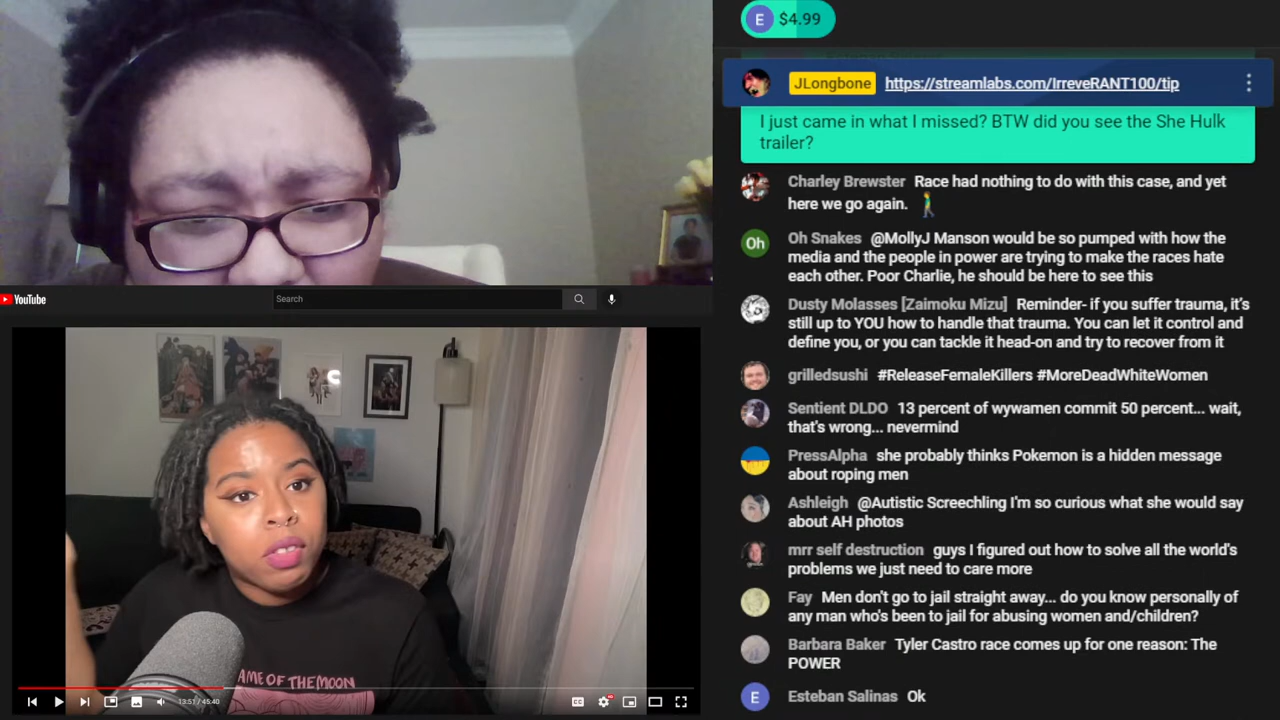 E $4.99
JLongbone https://streamlabs.com/IrreveRANT100/tip
I just came in what I missed? BTW did you see the She Hulk
trailer?
Charley Brewster Race had nothing to do with this case, and yet
here we go again.
Oh Oh Snakes @MollyJ Manson would be so pumped with how the
media and the people in power are trying to make the races hate
each other. Poor Charlie, he should be here to see this
Dusty Molasses [Zaimoku Mizu] Reminder- if you suffer trauma, it's
still up to YOU how to handle that trauma. You can let it control and
define you, or you can tackle it head-on and try to recover from it
grilledsushi #ReleaseFemaleKillers #MoreDeadWhiteWomen
Sentient DLDO 13 percent of wywamen commit 50 percent... wait,
that's wrong... nevermind
PressAlpha she probably thinks Pokemon is a hidden message
about roping men
Ashleigh @Autistic Screechling I'm so curious what she would say
about AH photos
mrr self destruction guys I figured out how to solve all the world's
problems we just need to care more
Fay Men don't go to jail straight away... do you know personally of
any man who's been to jail for abusing women and/children?
Barbara Baker Tyler Castro race comes up for one reason: The
POWER
E Esteban Salinas Ok
YouTube
Search
AME OF THE MOON
13:51 / 45:40
CC